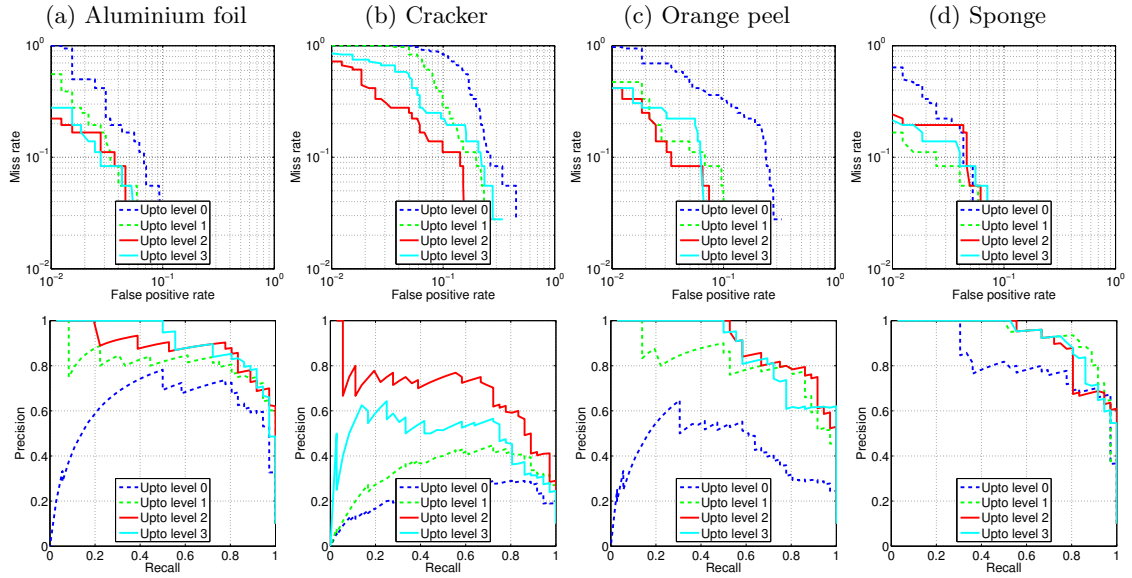 (a) Aluminium foil
(b) Cracker
(c) Orange peel
(d) Sponge
10^0
10^-1
10^-2
Miss rate
10^-2
10^-1
10^0
False positive rate
Upto level 0
Upto level 1
Upto level 2
Upto level 3
10^0
10^-1
10^-2
Miss rate
10^-2
10^-1
10^0
False positive rate
Upto level 0
Upto level 1
Upto level 2
Upto level 3
10^0
10^-1
10^-2
Miss rate
10^-2
10^-1
10^0
False positive rate
Upto level 0
Upto level 1
Upto level 2
Upto level 3
10^0
10^-1
10^-2
Miss rate
10^-2
10^-1
10^0
False positive rate
Upto level 0
Upto level 1
Upto level 2
Upto level 3
1
0.8
0.6
0.4
0.2
0
Precision
0
0.2
0.4
0.6
0.8
1
Recall
Upto level 0
Upto level 1
Upto level 2
Upto level 3
1
0.8
0.6
0.4
0.2
0
Precision
0
0.2
0.4
0.6
0.8
1
Recall
Upto level 0
Upto level 1
Upto level 2
Upto level 3
1
0.8
0.6
0.4
0.2
0
Precision
0
0.2
0.4
0.6
0.8
1
Recall
Upto level 0
Upto level 1
Upto level 2
Upto level 3
1
0.8
0.6
0.4
0.2
0
Precision
0
0.2
0.4
0.6
0.8
1
Recall
Upto level 0
Upto level 1
Upto level 2
Upto level 3